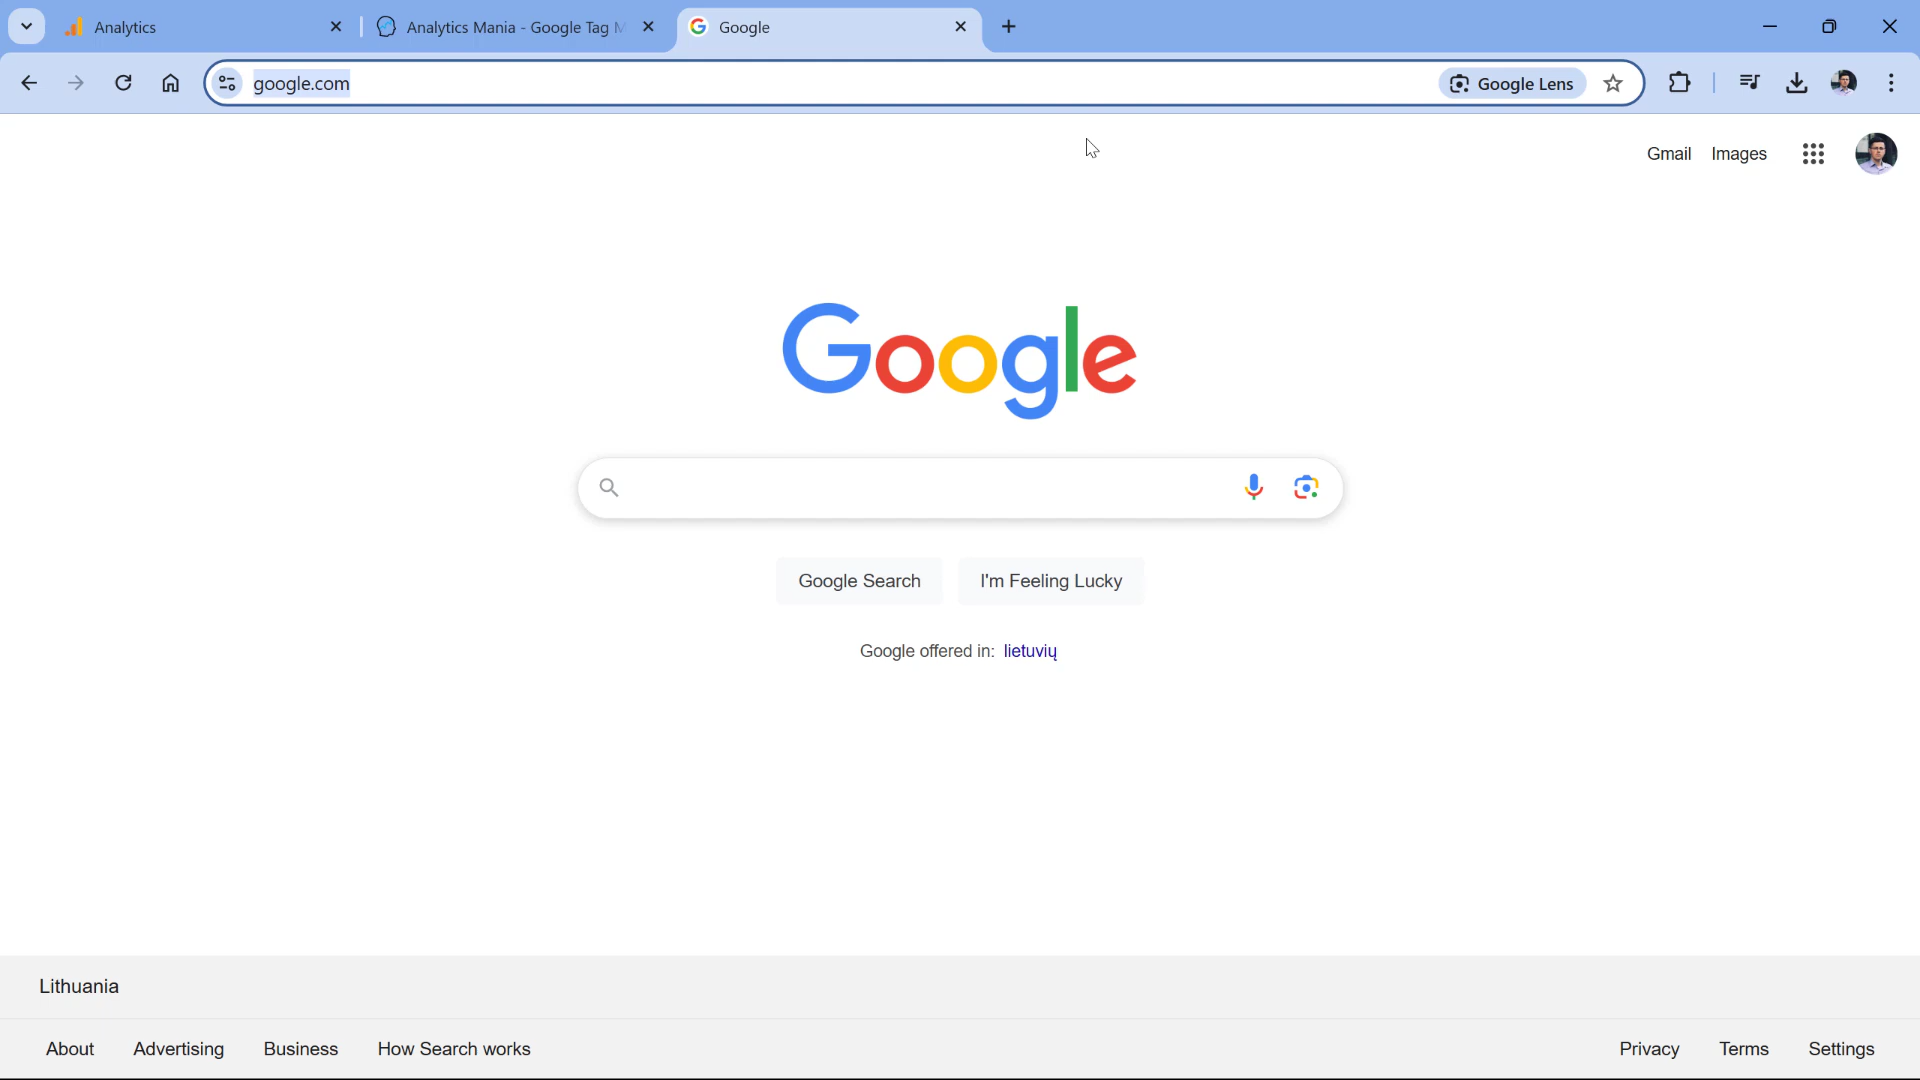 Analytics
Analytics Mania - Google Tag M
Google
google.com
Google Lens
Gmail Images
Google
Google Search
I'm Feeling Lucky
Google offered in: lietuvių
Lithuania
About Advertising Business How Search works
Privacy Terms Settings